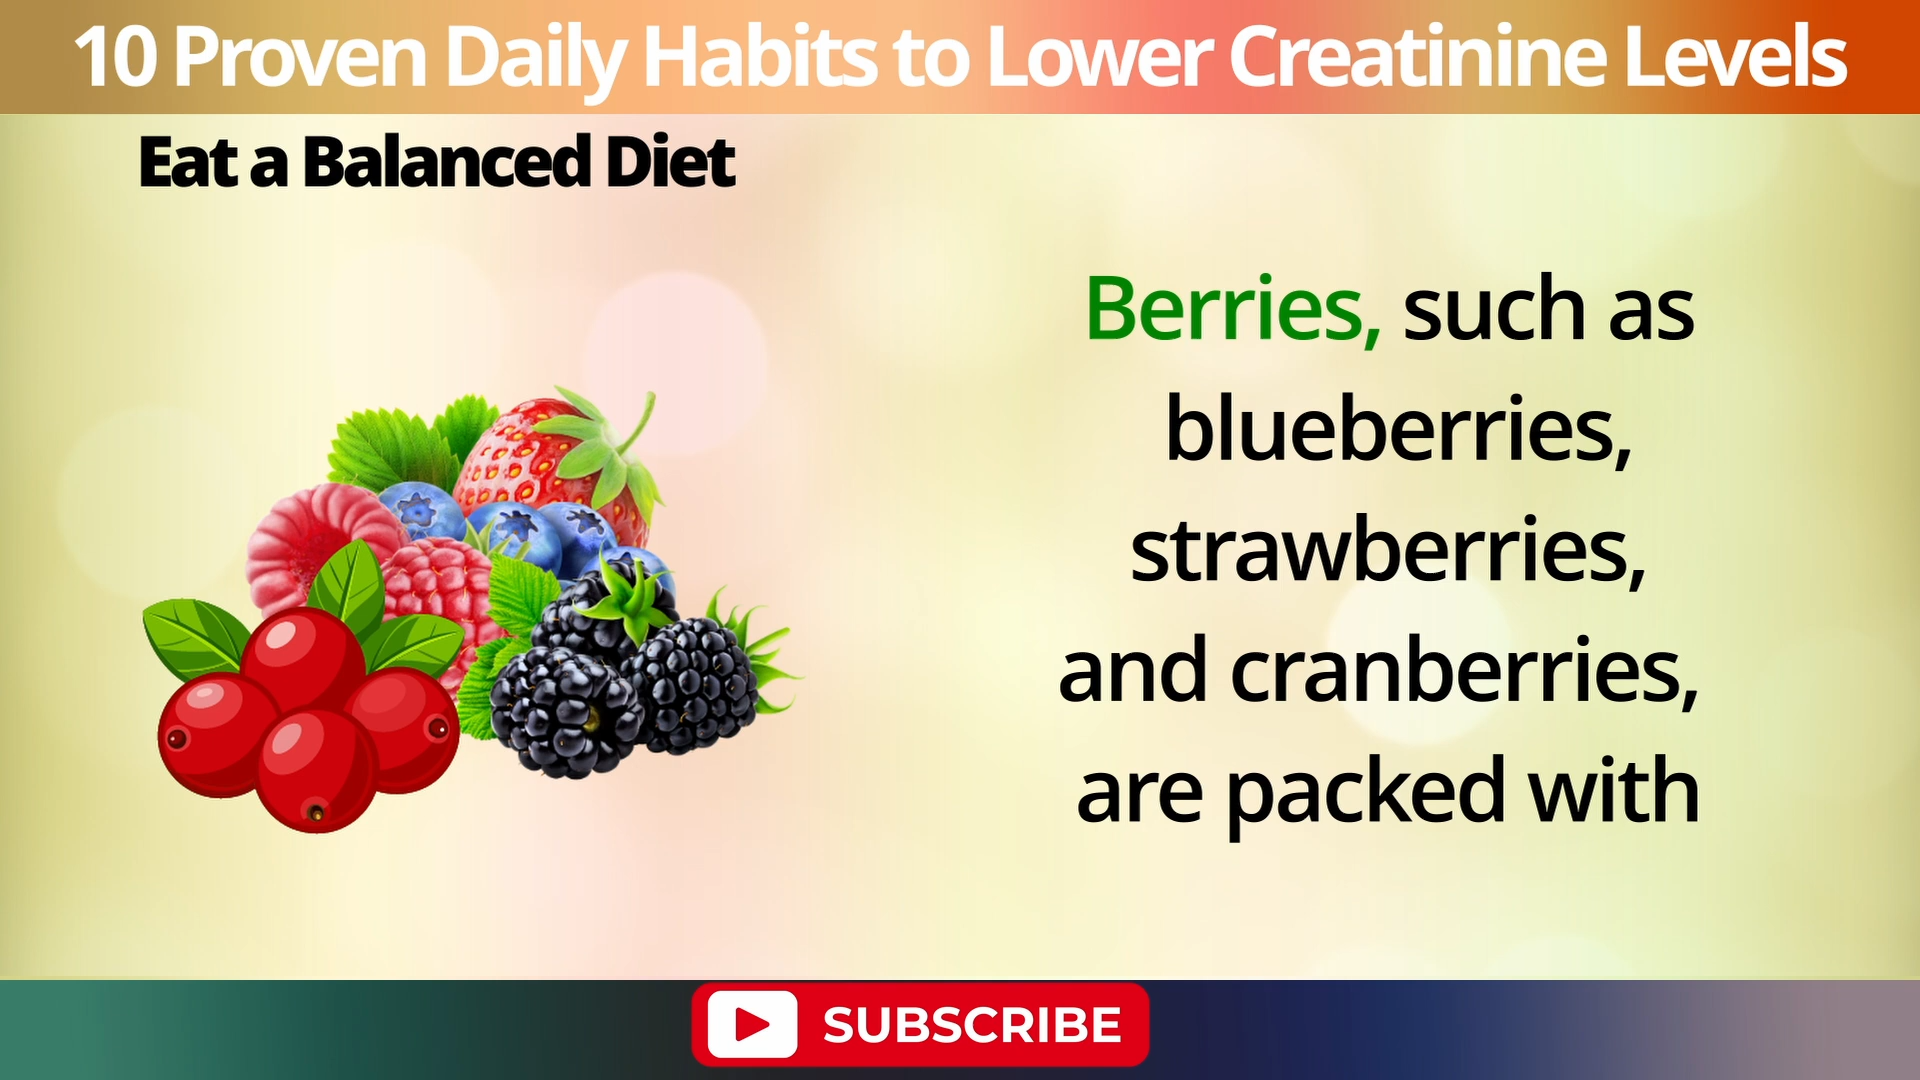 10 Proven Daily Habits to Lower Creatinine Levels
Eat a Balanced Diet
Berries, such as
blueberries,
strawberries,
and cranberries,
are packed with
SUBSCRIBE